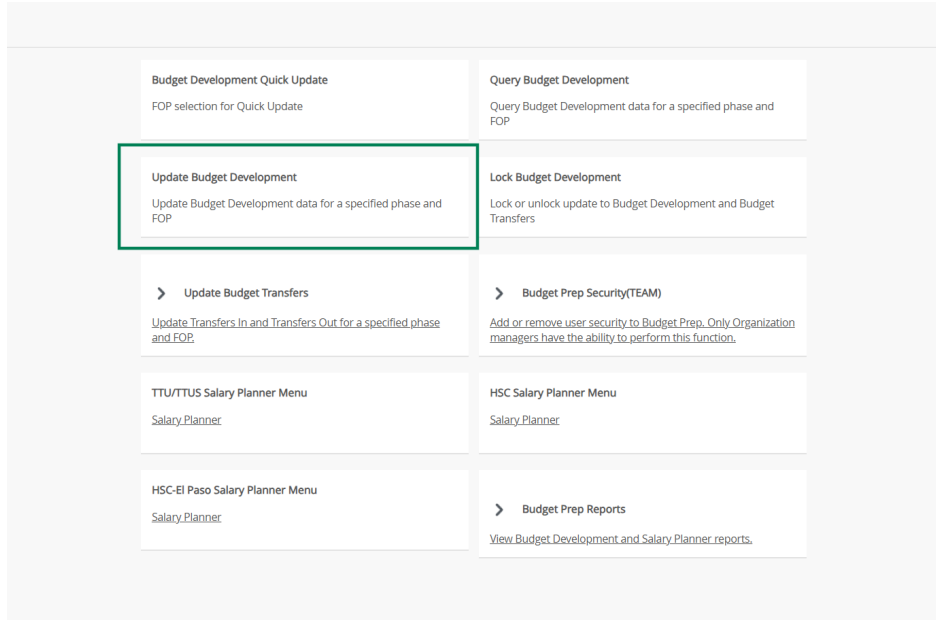 Budget Development Quick Update
FOP selection for Quick Update
Query Budget Development
Query Budget Development data for a specified phase and
FOP
Update Budget Development
Update Budget Development data for a specified phase and
FOP
Lock Budget Development
Lock or unlock update to Budget Development and Budget
Transfers
Update Budget Transfers
Update Transfers In and Transfers Out for a specified phase
and FOP.
Budget Prep Security(TEAM)
Add or remove user security to Budget Prep. Only Organization
managers have the ability to perform this function.
TTU/TTUS Salary Planner Menu
Salary Planner
HSC Salary Planner Menu
Salary Planner
HSC-El Paso Salary Planner Menu
Salary Planner
Budget Prep Reports
View Budget Development and Salary Planner reports.